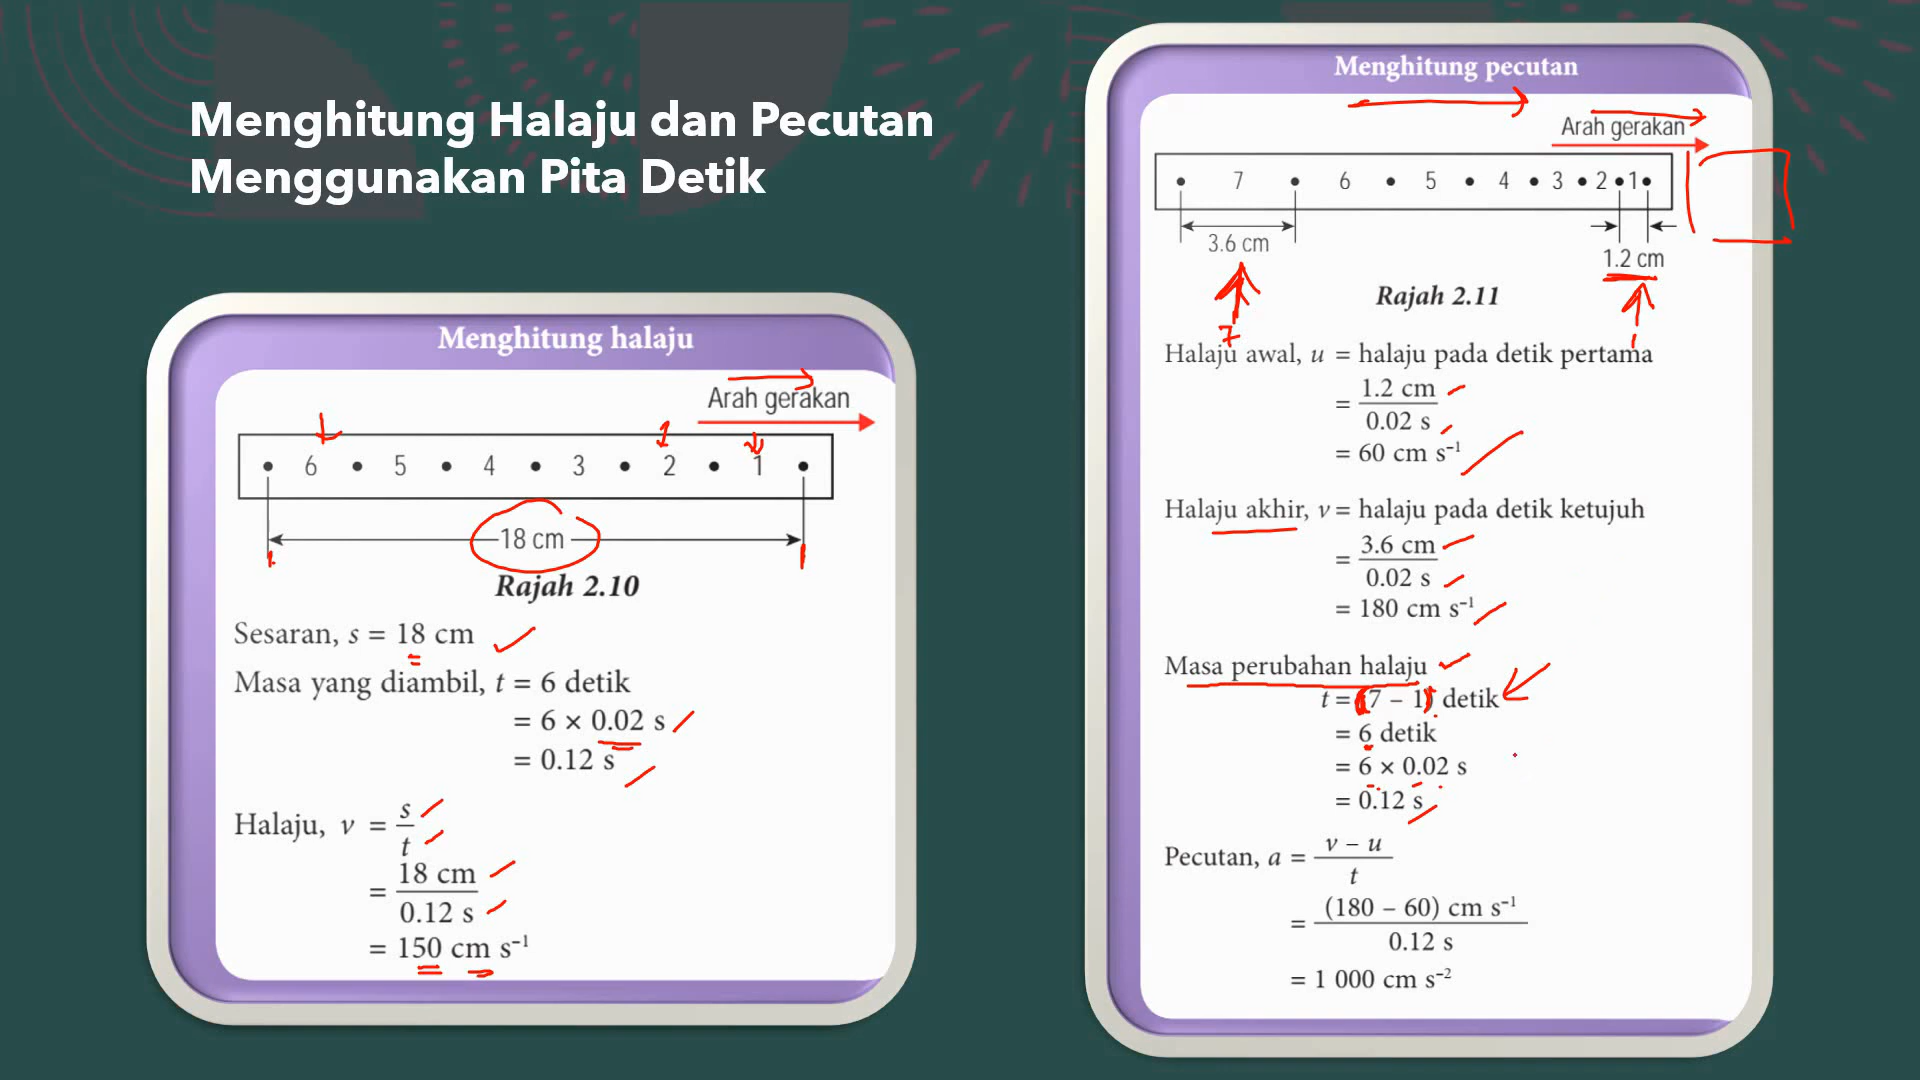 Menghitung Halaju dan Pecutan
Menggunakan Pita Detik
Menghitung halaju
Arah gerakan
6 5 4 3 2 1
18 cm
Rajah 2.10
Sesaran, s = 18 cm
Masa yang diambil, t = 6 detik
= 6 × 0.02 s
= 0.12 s
Halaju, v = s/t
= 18 cm / 0.12 s
= 150 cm s⁻¹
Menghitung pecutan
Arah gerakan
7 6 5 4 3 2 1
3.6 cm
1.2 cm
7
Rajah 2.11
Halaju awal, u = halaju pada detik pertama
= 1.2 cm / 0.02 s
= 60 cm s⁻¹
Halaju akhir, v = halaju pada detik ketujuh
= 3.6 cm / 0.02 s
= 180 cm s⁻¹
Masa perubahan halaju
t = (7 – 1) detik
= 6 detik
= 6 × 0.02 s
= 0.12 s
Pecutan, a = v – u / t
= (180 – 60) cm s⁻¹ / 0.12 s
= 1 000 cm s⁻²